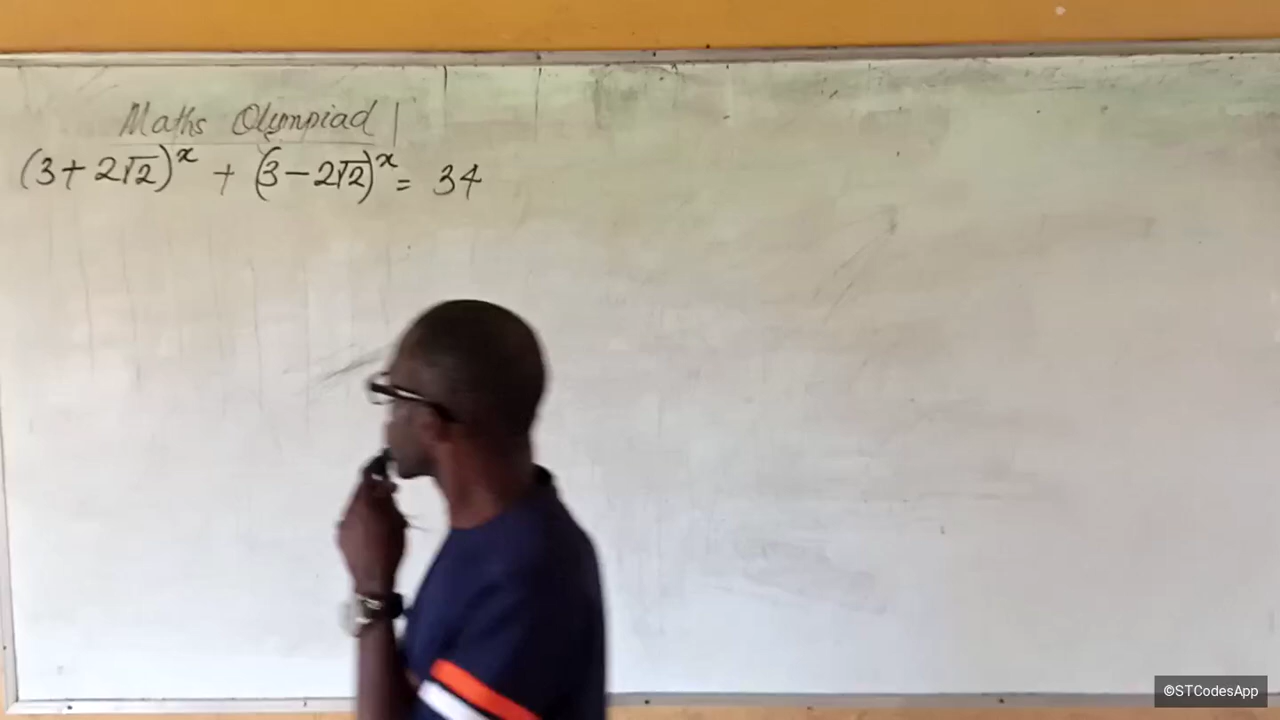 Maths Olympiad
(3+2√2)^x + (3-2√2)^x = 34
©STCodesApp